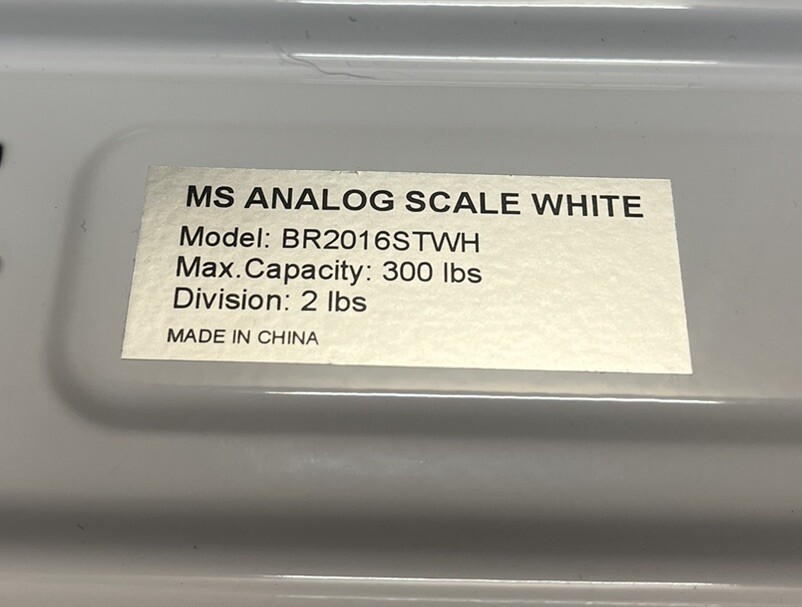 MS ANALOG SCALE WHITE
Model: BR2016STWH
Max.Capacity: 300 lbs
Division: 2 lbs
MADE IN CHINA